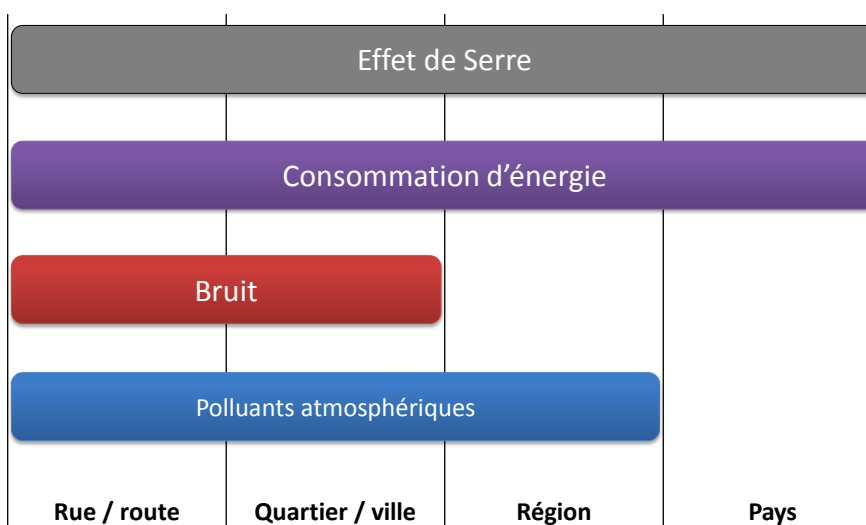 Effet de Serre
Consommation d’énergie
Bruit
Polluants atmosphériques
Rue / route
Quartier / ville
Région
Pays